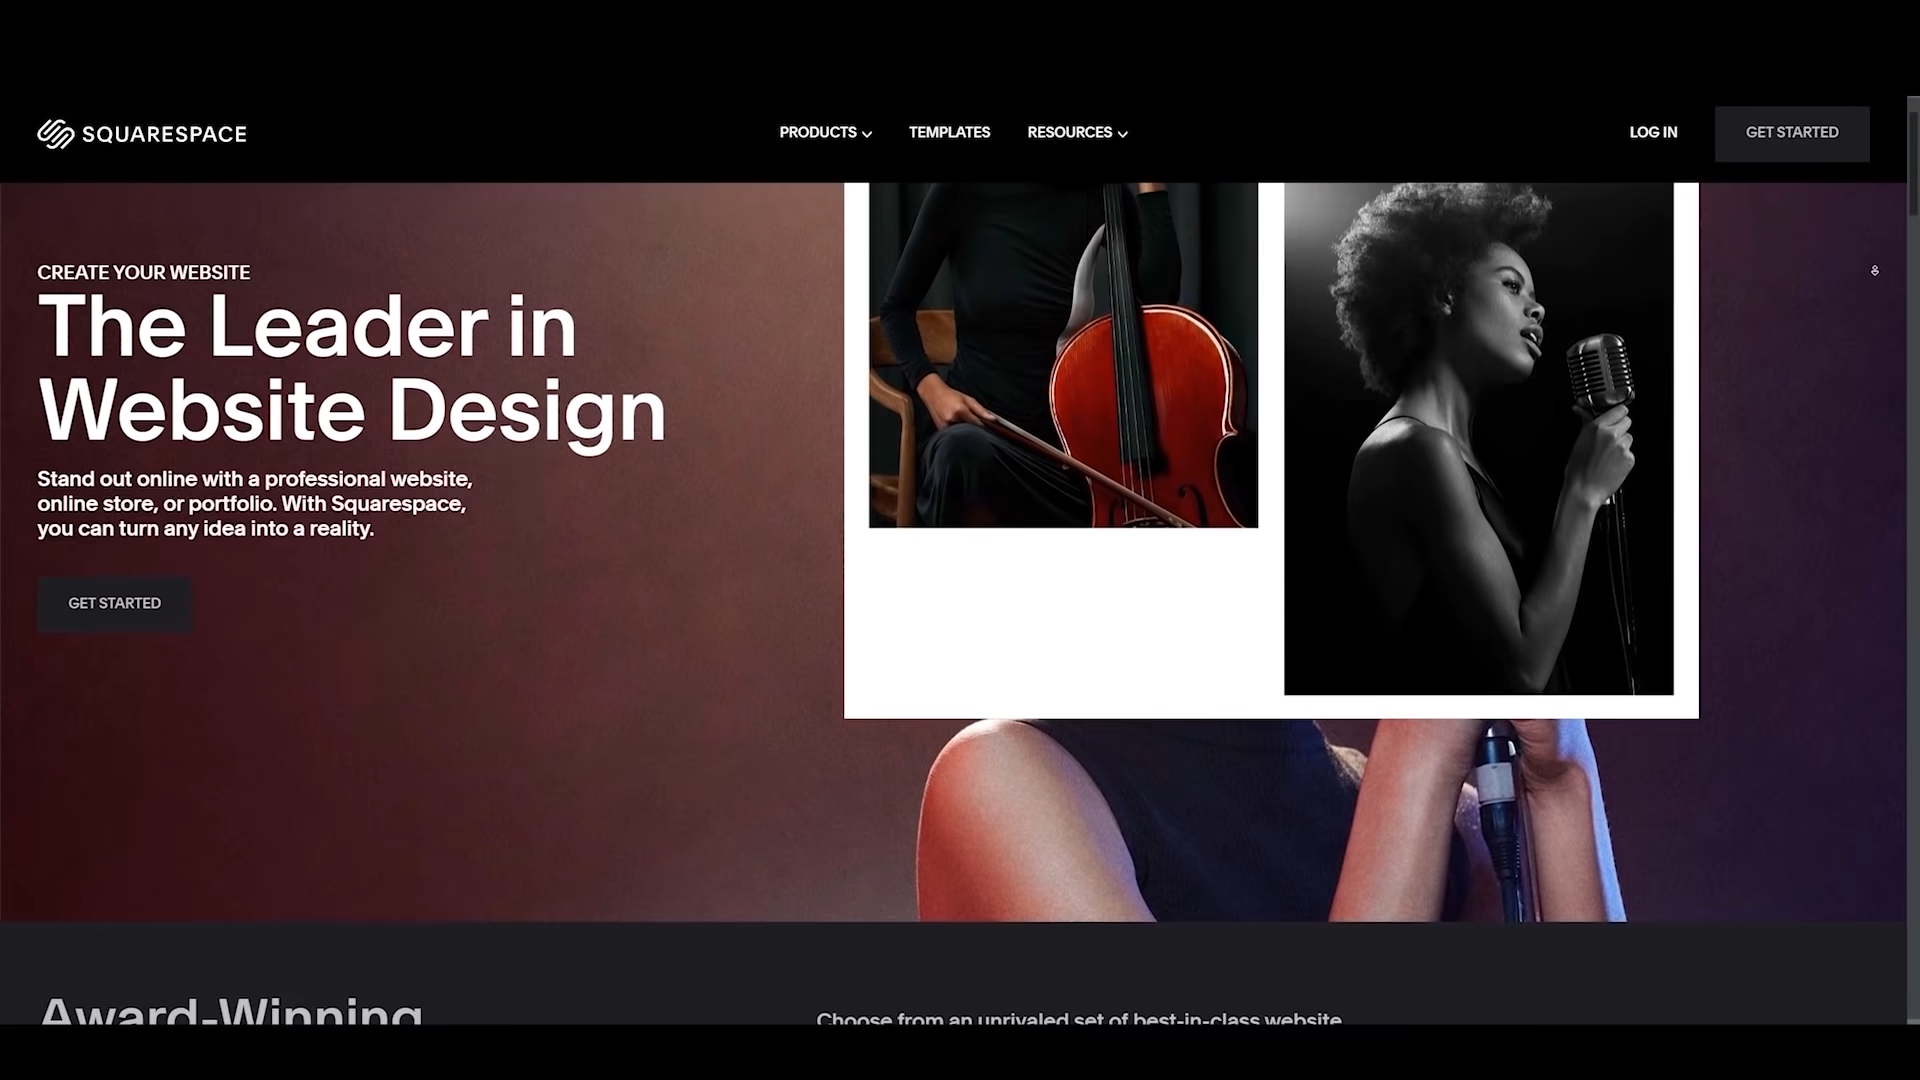 SQUARESPACE
PRODUCTS
TEMPLATES
RESOURCES
LOG IN
GET STARTED
CREATE YOUR WEBSITE
The Leader in
Website Design
Stand out online with a professional website,
online store, or portfolio. With Squarespace,
you can turn any idea into a reality.
GET STARTED
Award-Winning
Choose from an unrivaled set of best-in-class website